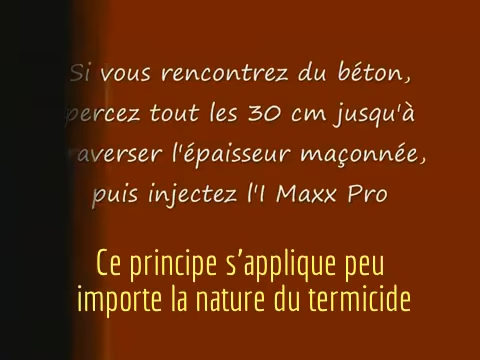 Si vous rencontrez du béton,
percez tout les 30 cm jusqu'à
traverser l'épaisseur maçonnée,
puis injectez l'I Maxx Pro
Ce principe s'applique peu
importe la nature du termicide